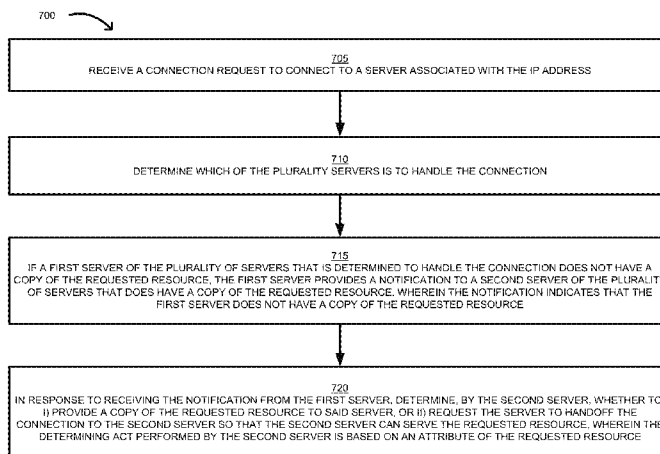 700
705
RECEIVE A CONNECTION REQUEST TO CONNECT TO A SERVER ASSOCIATED WITH THE IP ADDRESS
710
DETERMINE WHICH OF THE PLURALITY SERVERS IS TO HANDLE THE CONNECTION
715
IF A FIRST SERVER OF THE PLURALITY OF SERVERS THAT IS DETERMINED TO HANDLE THE CONNECTION DOES NOT HAVE A
COPY OF THE REQUESTED RESOURCE, THE FIRST SERVER PROVIDES A NOTIFICATION TO A SECOND SERVER OF THE PLURALIT
OF SERVERS THAT DOES HAVE A COPY OF THE REQUESTED RESOURCE, WHEREIN THE NOTIFICATION INDICATES THAT THE
FIRST SERVER DOES NOT HAVE A COPY OF THE REQUESTED RESOURCE
720
IN RESPONSE TO RECEIVING THE NOTIFICATION FROM THE FIRST SERVER, DETERMINE, BY THE SECOND SERVER, WHETHER TO
I) PROVIDE A COPY OF THE REQUESTED RESOURCE TO SAID SERVER, OR II) REQUEST THE SERVER TO HANDOFF THE
CONNECTION TO THE SECOND SERVER SO THAT THE SECOND SERVER CAN SERVE THE REQUESTED RESOURCE, WHEREIN THE
DETERMINING ACT PERFORMED BY THE SECOND SERVER IS BASED ON AN ATTRIBUTE OF THE REQUESTED RESOURCE